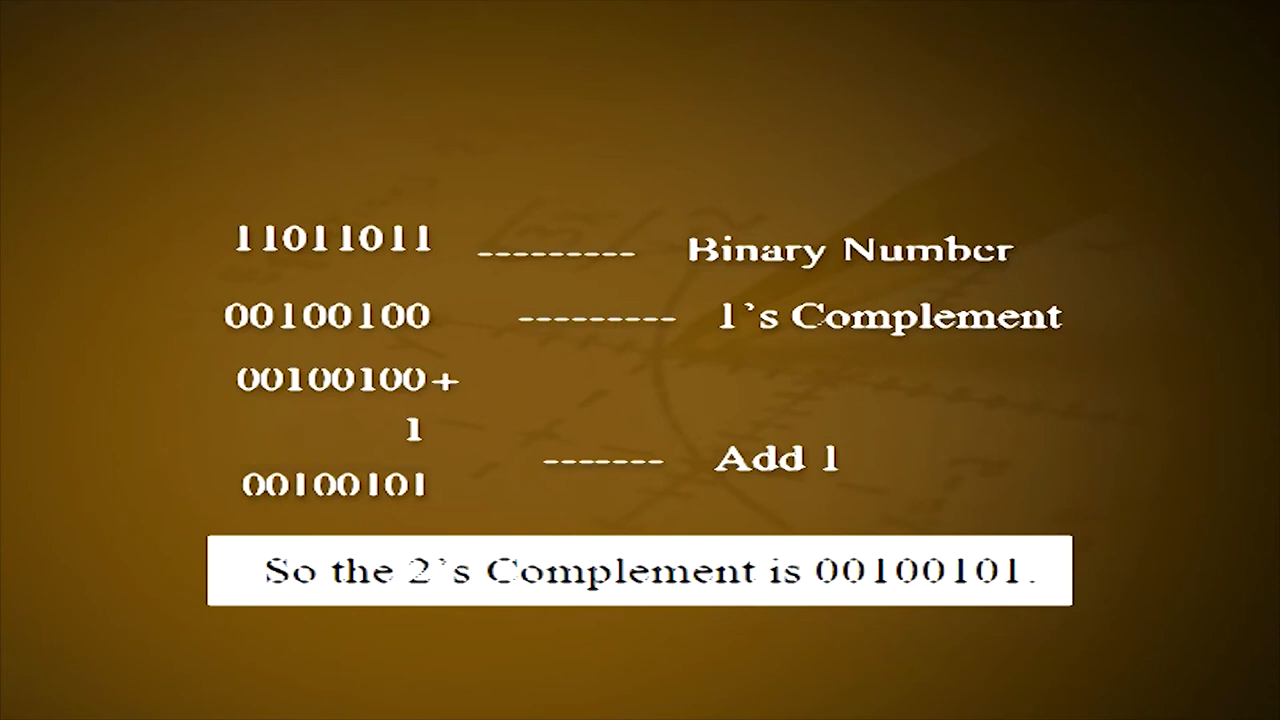 11011011 --------- Binary Number
00100100 --------- 1`s Complement
00100100+
1
------- Add 1
00100101
So the 2`s Complement is 00100101.